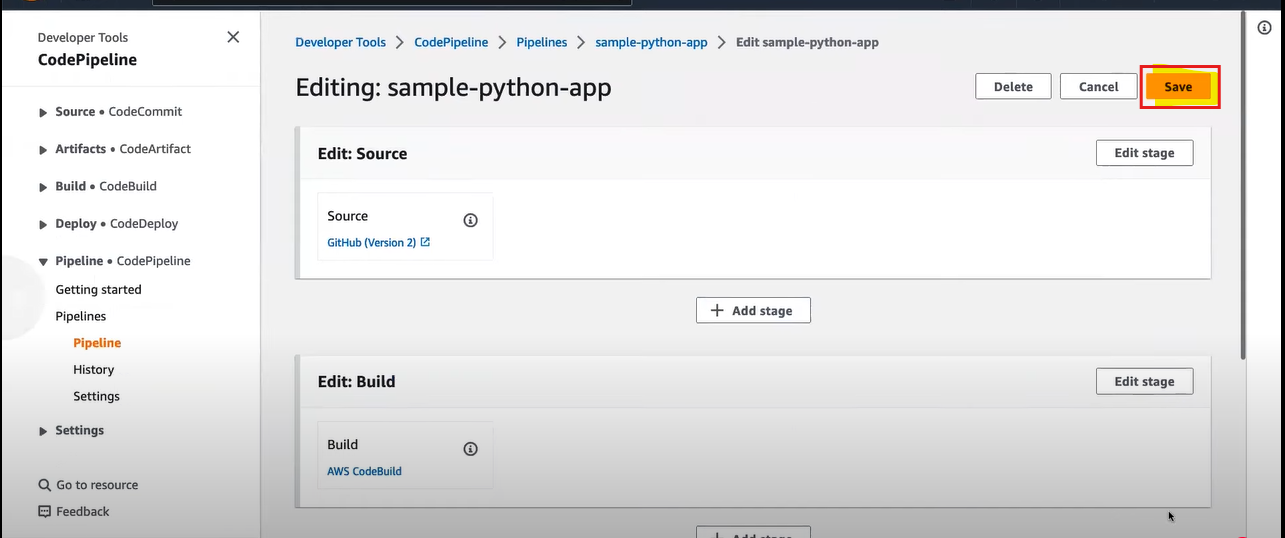 Developer Tools
CodePipeline
Source • CodeCommit
Artifacts • CodeArtifact
Build • CodeBuild
Deploy • CodeDeploy
Pipeline • CodePipeline
Getting started
Pipelines
Pipeline
History
Settings
Settings
Go to resource
Feedback
Developer Tools > CodePipeline > Pipelines > sample-python-app > Edit sample-python-app
Editing: sample-python-app
Delete
Cancel
Save
Edit: Source
Edit stage
Source
GitHub (Version 2)
+ Add stage
Edit: Build
Edit stage
Build
AWS CodeBuild
+ Add stage